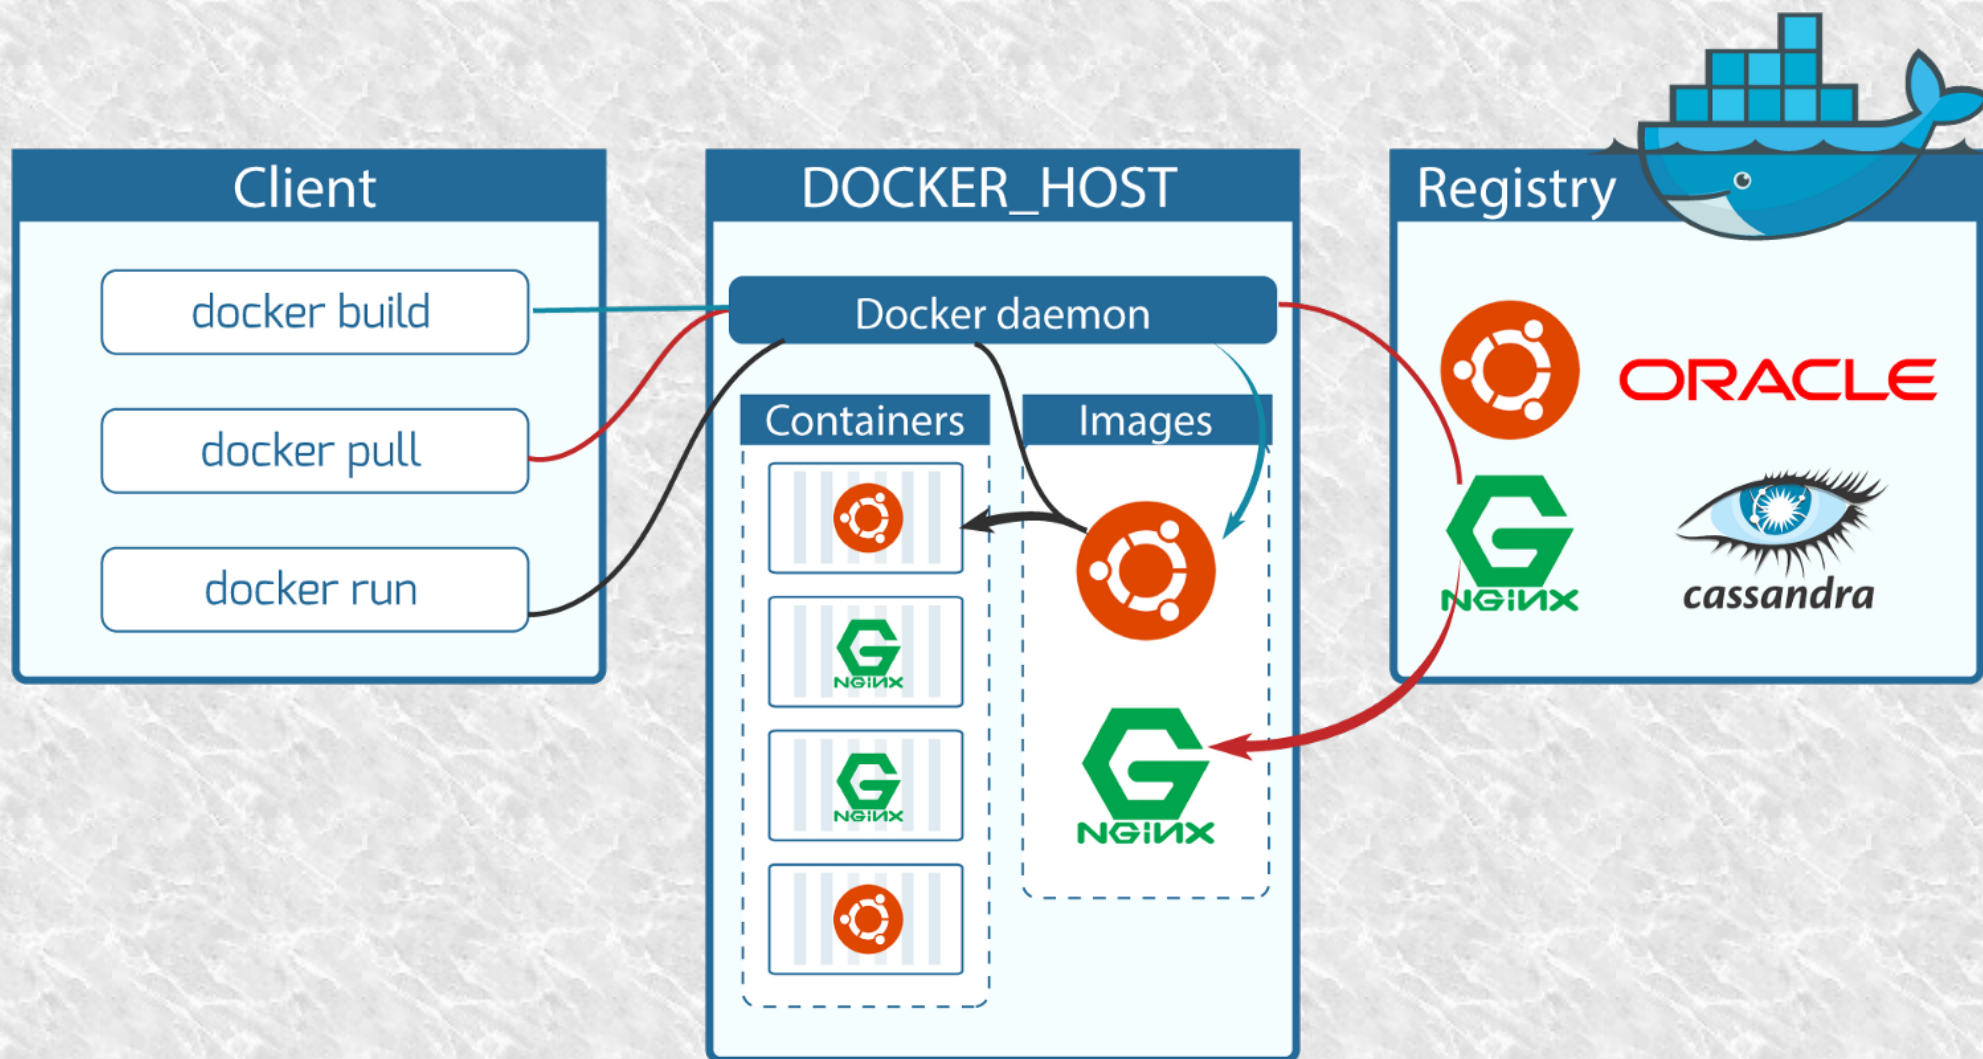 Client
docker build
docker pull
docker run
DOCKER_HOST
Docker daemon
Containers
Images
NGiNX
NGiNX
NGiNX
Registry
ORACLE
NGiNX
cassandra